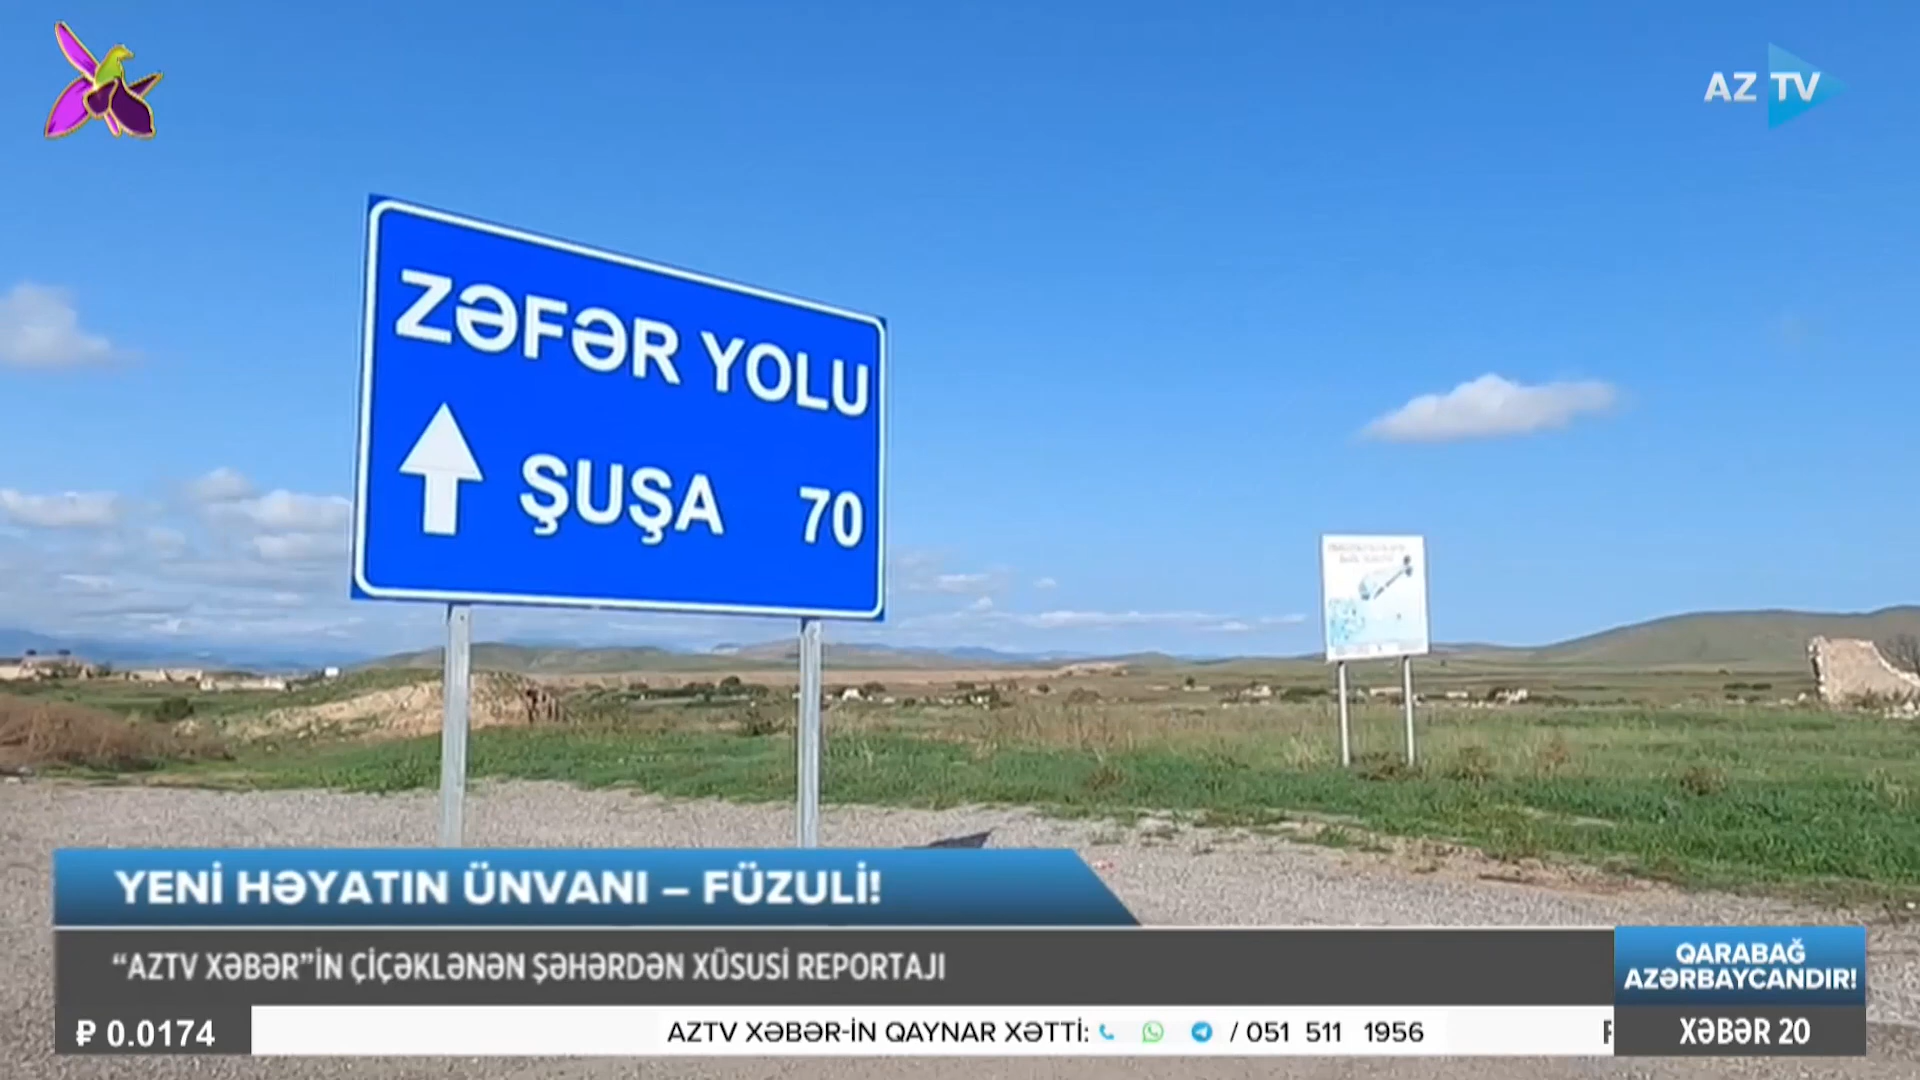 AZ TV
ZƏFƏR YOLU
ŞUŞA 70
YENİ HƏYATIN ÜNVANI – FÜZULİ!
“AZTV XƏBƏR”İN ÇİÇƏKLƏNƏN ŞƏHƏRDƏN XÜSUSİ REPORTAJI
QARABAĞ
AZƏRBAYCANDIR!
₽ 0.0174
AZTV XƏBƏR-İN QAYNAR XƏTTİ: / 051 511 1956
XƏBƏR 20